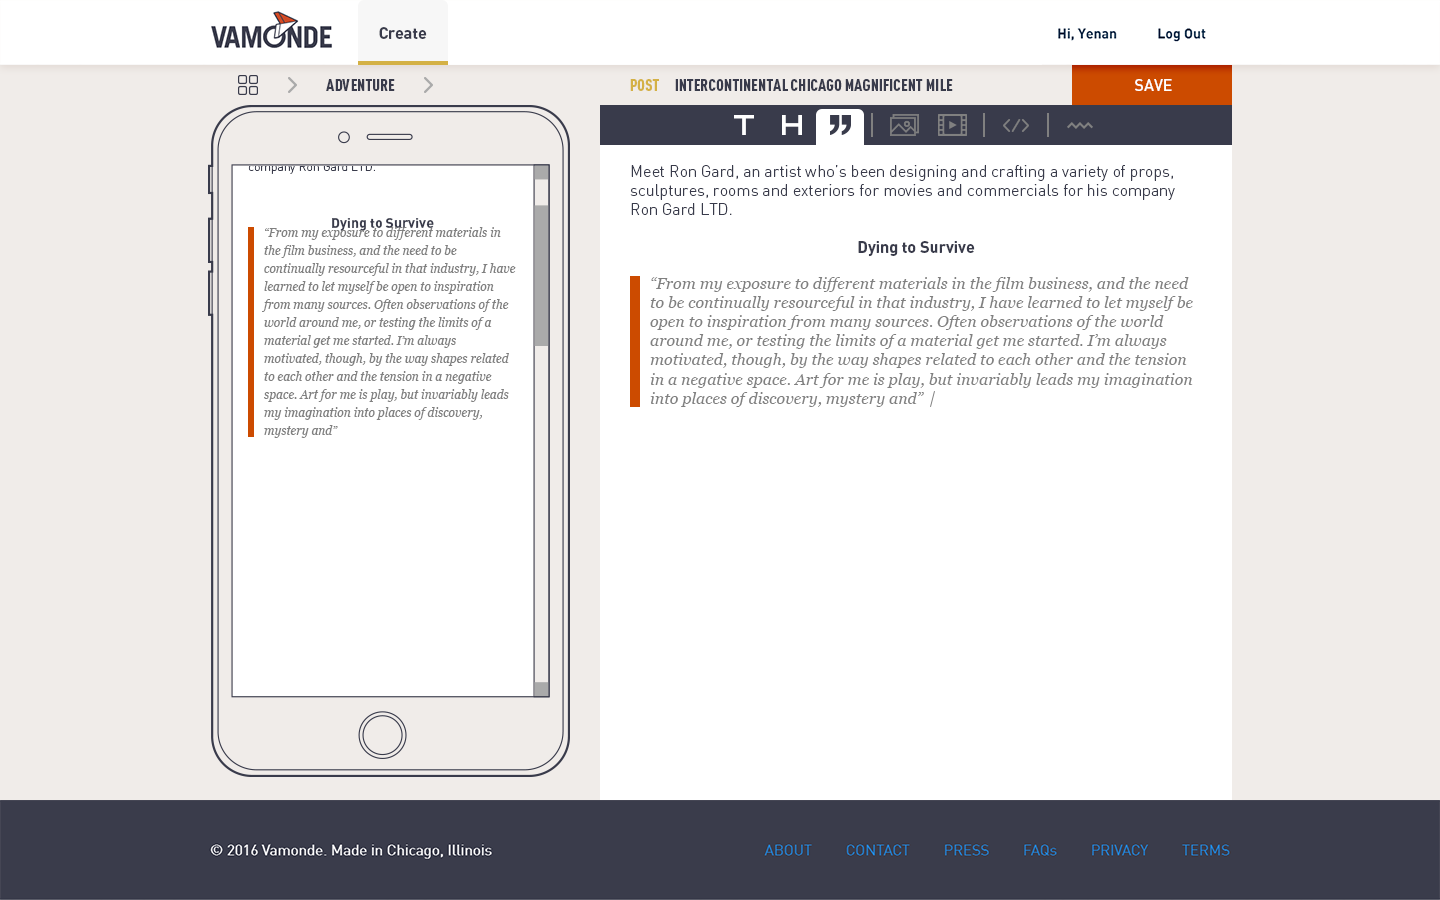 VAMONDE
Create
Hi, Yenan
Log Out
ADVENTURE
POST INTERCONTINENTAL CHICAGO MAGNIFICENT MILE
SAVE
T H ”
company Ron Gard LTD.
Dying to Survive
“From my exposure to different materials in
the film business, and the need to be
continually resourceful in that industry, I have
learned to let myself be open to inspiration
from many sources. Often observations of the
world around me, or testing the limits of a
material get me started. I’m always
motivated, though, by the way shapes related
to each other and the tension in a negative
space. Art for me is play, but invariably leads
my imagination into places of discovery,
mystery and”
Meet Ron Gard, an artist who's been designing and crafting a variety of props,
sculptures, rooms and exteriors for movies and commercials for his company
Ron Gard LTD.
Dying to Survive
“From my exposure to different materials in the film business, and the need
to be continually resourceful in that industry, I have learned to let myself be
open to inspiration from many sources. Often observations of the world
around me, or testing the limits of a material get me started. I’m always
motivated, though, by the way shapes related to each other and the tension
in a negative space. Art for me is play, but invariably leads my imagination
into places of discovery, mystery and” |
© 2016 Vamonde. Made in Chicago, Illinois
ABOUT CONTACT PRESS FAQs PRIVACY TERMS